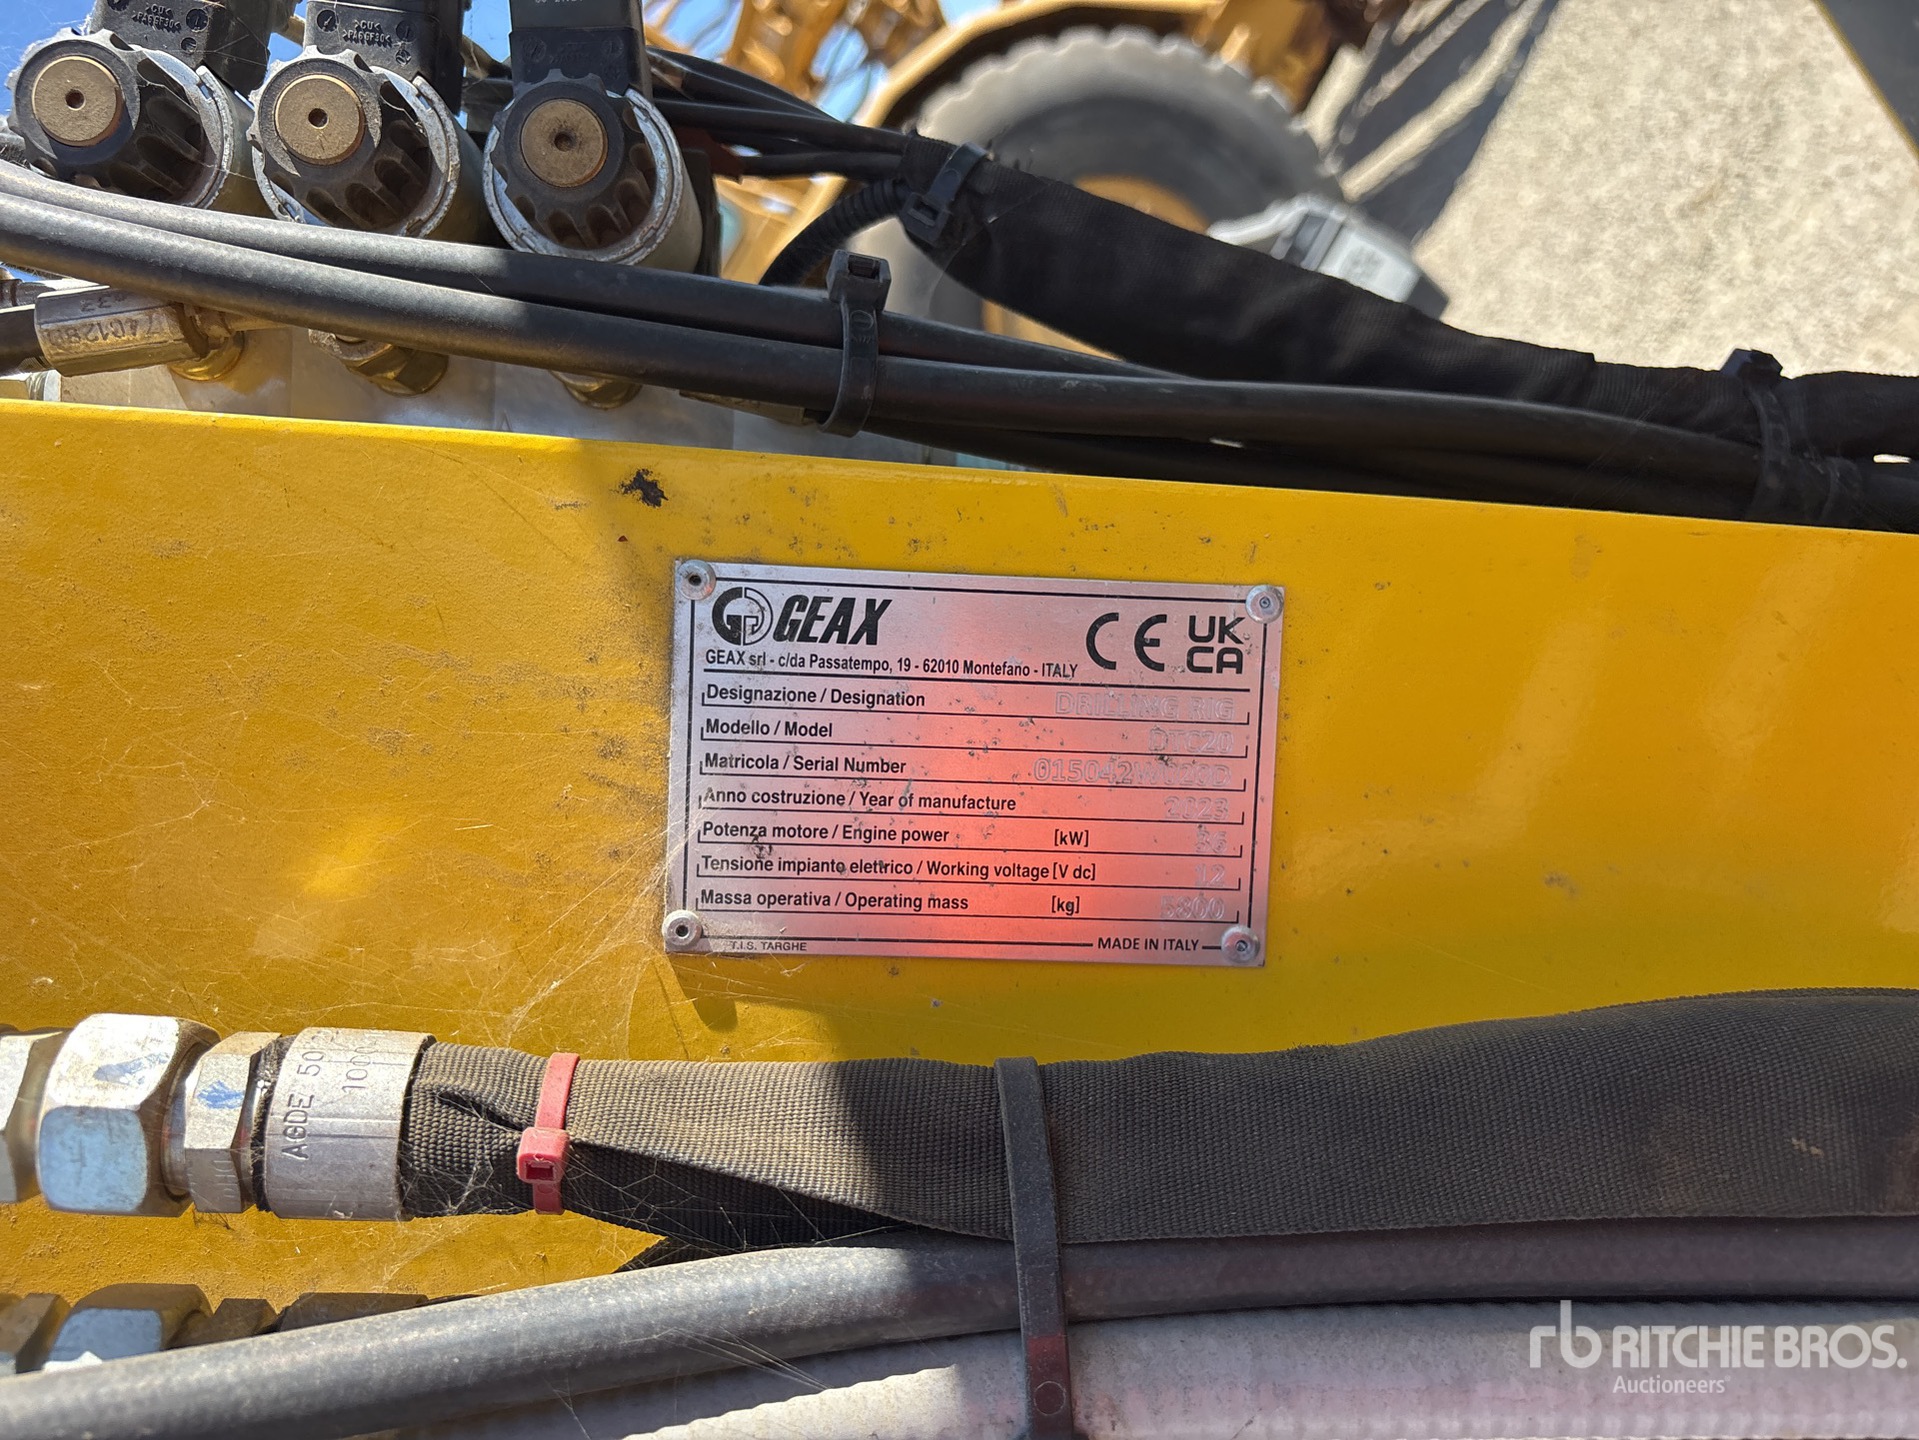 GEAX
CE UK
CA
GEAX srl - c/da Passatempo, 19 - 62010 Montefano - ITALY
Designazione / Designation DRILLING RIG
Modello / Model DTC20
Matricola / Serial Number
Anno costruzione / Year of manufacture 2023
Potenza motore / Engine power [kW]
Tensione impianto elettrico / Working voltage [V dc] 12
Massa operativa / Operating mass [kg]
T.I.S. TARGHE MADE IN ITALY
RITCHIE BROS.
Auctioneers